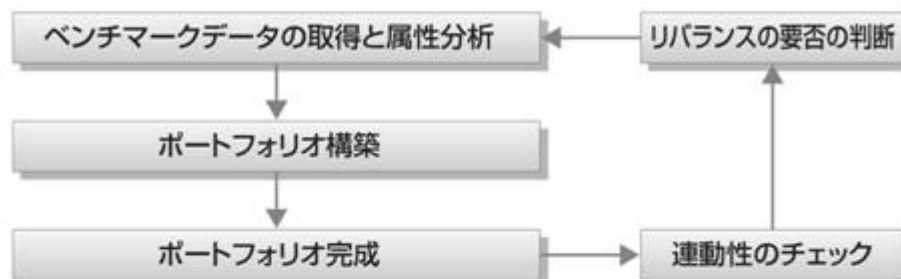 ベンチマークデータの取得と属性分析
リバランスの要否の判断
ポートフォリオ構築
ポートフォリオ完成
連動性のチェック